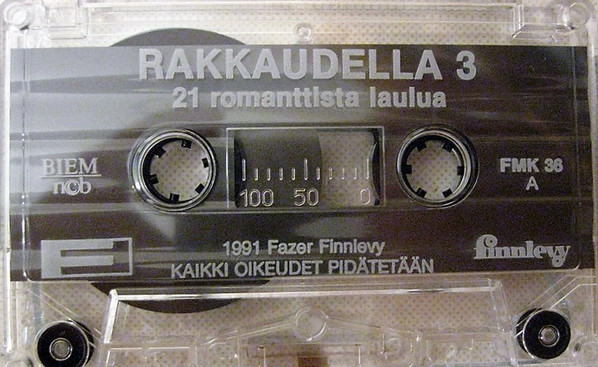 RAKKAUDELLA 3
21 romanttista laulua
BIEM
ncb
FMK 36
A
100 50 0
1991 Fazer Finnlevy
KAIKKI OIKEUDET PIDÄTETÄÄN
F
finnlevy